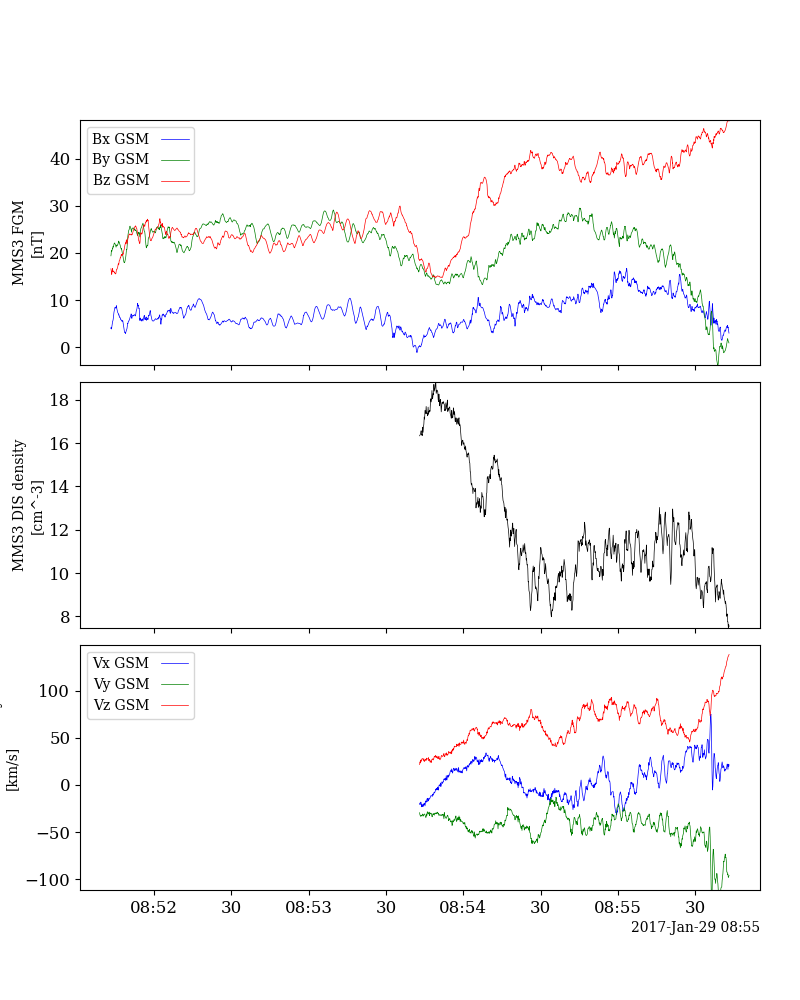 Bx GSM
By GSM
Bz GSM
40
30
20
10
0
MMS3 FGM
[nT]
18
16
14
12
10
8
MMS3 DIS density
[cm^-3]
Vx GSM
Vy GSM
Vz GSM
100
50
0
−50
−100
[km/s]
08:52 30 08:53 30 08:54 30 08:55 30
2017-Jan-29 08:55